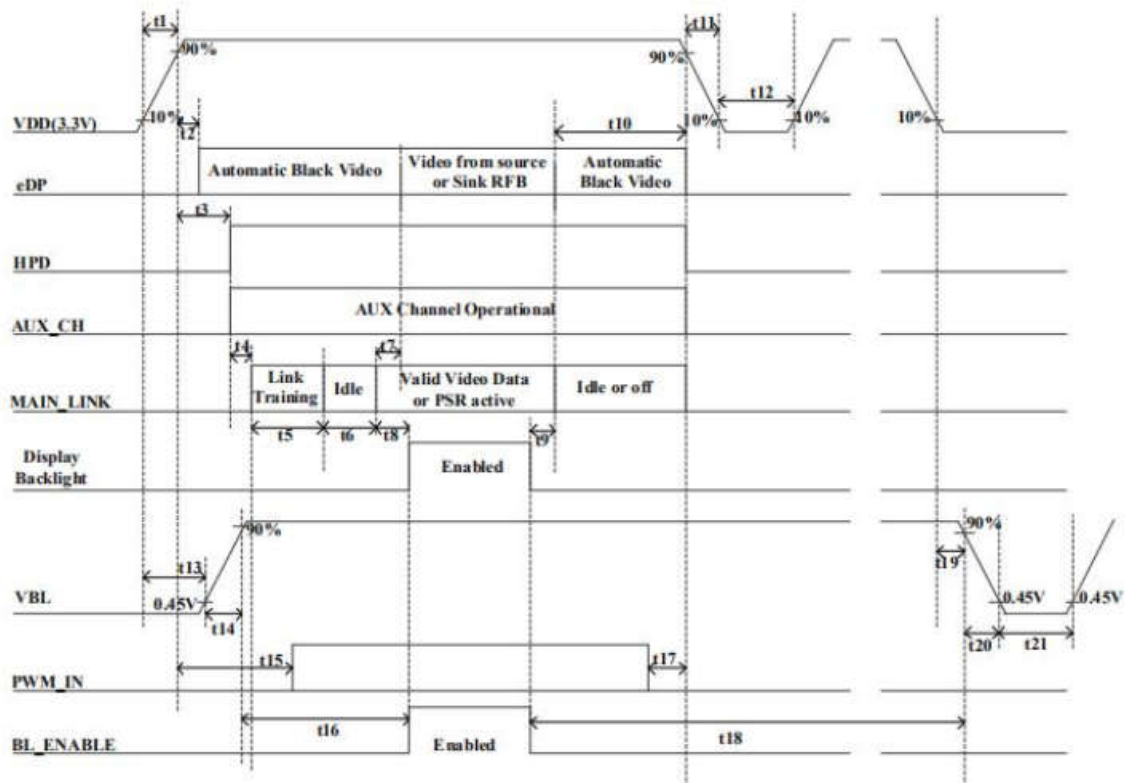 t1
t11
90%
90%
t12
VDD(3.3V)
10%
t2
t10
10%
10%
10%
eDP
Automatic Black Video
Video from source
or Sink RFB
Automatic
Black Video
t3
HPD
AUX_CH
AUX Channel Operational
t4
t7
MAIN_LINK
Link
Training
Idle
Valid Video Data
or PSR active
Idle or off
t5
t6
t8
t9
Display
Backlight
Enabled
90%
90%
t13
t19
VBL
0.45V
0.45V
0.45V
t14
t20
t21
t15
t17
PWM_IN
t16
t18
BL_ENABLE
Enabled